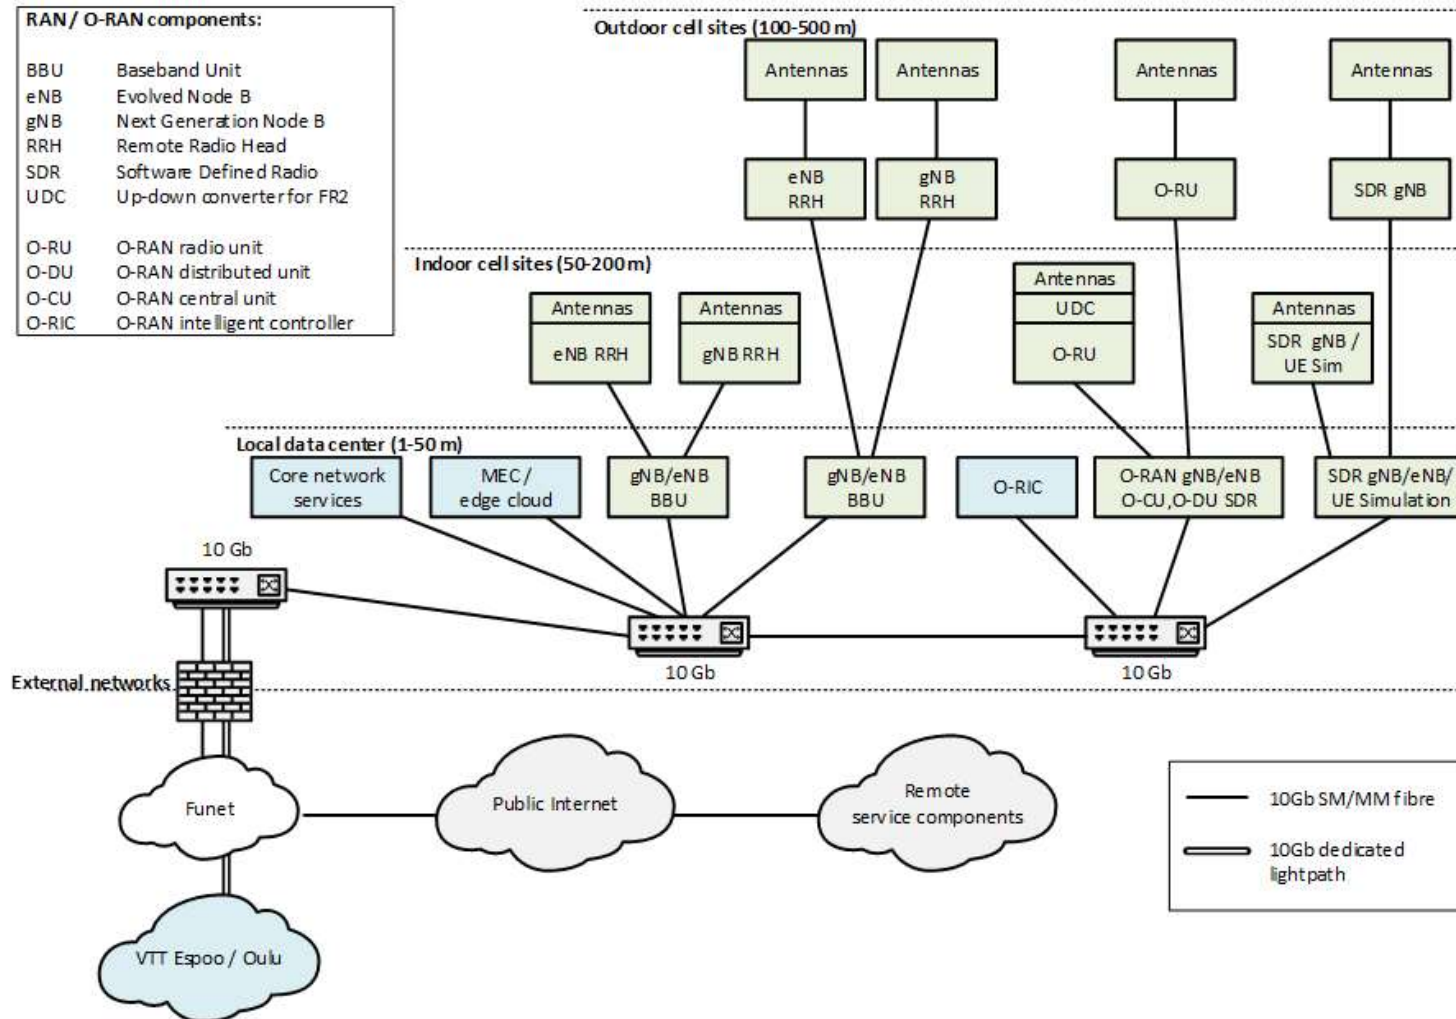 RAN / O-RAN components:
BBU Baseband Unit
eNB Evolved Node B
gNB Next Generation Node B
RRH Remote Radio Head
SDR Software Defined Radio
UDC Up-down converter for FR2
O-RU O-RAN radio unit
O-DU O-RAN distributed unit
O-CU O-RAN central unit
O-RIC O-RAN intelligent controller
Outdoor cell sites (100-500 m)
Antennas
Antennas
Antennas
Antennas
eNB
RRH
gNB
RRH
O-RU
SDR gNB
Indoor cell sites (50-200 m)
Antennas
eNB RRH
Antennas
gNB RRH
Antennas
UDC
O-RU
Antennas
SDR gNB /
UE Sim
Local data center (1-50 m)
Core network
services
MEC /
edge cloud
gNB/eNB
BBU
gNB/eNB
BBU
O-RIC
O-RAN gNB/eNB
O-CU,O-DU SDR
SDR gNB/eNB/
UE Simulation
10 Gb
10 Gb
10 Gb
External networks
Funet
Public Internet
Remote
service components
VTT Espoo / Oulu
10Gb SM/MM fibre
10Gb dedicated
lightpath